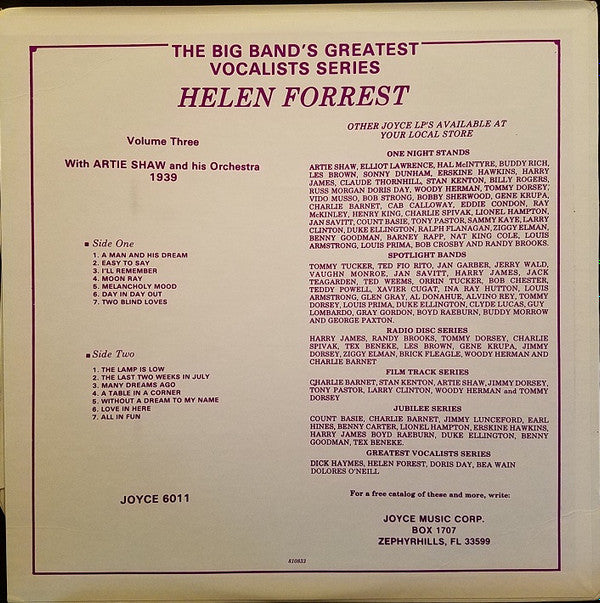 THE BIG BAND'S GREATEST
VOCALISTS SERIES
HELEN FORREST
Volume Three
With ARTIE SHAW and his Orchestra
1939
Side One
1. A MAN AND HIS DREAM
2. EASY TO SAY
3. I'LL REMEMBER
4. MOON RAY
5. MELANCHOLY MOOD
6. DAY IN DAY OUT
7. TWO BLIND LOVES
Side Two
1. THE LAMP IS LOW
2. THE LAST TWO WEEKS IN JULY
3. MANY DREAMS AGO
4. A TABLE IN A CORNER
5. WITHOUT A DREAM TO MY NAME
6. LOVE IN HERE
7. ALL IN FUN
JOYCE 6011
OTHER JOYCE LP'S AVAILABLE AT
YOUR LOCAL STORE
ONE NIGHT STANDS
ARTIE SHAW, ELLIOT LAWRENCE, HAL McINTYRE, BUDDY RICH,
LES BROWN, SONNY DUNHAM, ERSKINE HAWKINS, HARRY
JAMES, CLAUDE THORNHILL, STAN KENTON, BILLY ROGERS,
RUSS MORGAN DORIS DAY, WOODY HERMAN, TOMMY DORSEY,
VIDO MUSSO, BOB STRONG, BOBBY SHERWOOD, GENE KRUPA,
CHARLIE BARNET, CAB CALLOWAY, EDDIE CONDON, RAY
McKINLEY, HENRY KING, CHARLIE SPIVAK, LIONEL HAMPTON,
JAN SAVITT, COUNT BASIE, TONY PASTOR, SAMMY KAYE, LARRY
CLINTON, DUKE ELLINGTON, RALPH FLANAGAN, ZIGGY ELMAN,
BENNY GOODMAN, BARNEY RAPP, NAT KING COLE, LOUIS
ARMSTRONG, LOUIS PRIMA, BOB CROSBY AND RANDY BROOKS.
SPOTLIGHT BANDS
TOMMY TUCKER, TED FIO RITO, JAN GARBER, JERRY WALD,
VAUGHN MONROE, JAN SAVITT, HARRY JAMES, JACK
TEAGARDEN, TED WEEMS, ORRIN TUCKER, BOB CHESTER,
TEDDY POWELL, XAVIER CUGAT, INA RAY HUTTON, LOUIS
ARMSTRONG, GLEN GRAY, AL DONAHUE, ALVINO REY, TOMMY
DORSEY, LOUIS PRIMA, DUKE ELLINGTON, CLYDE LUCAS, GUY
LOMBARDO, GRAY GORDON, BOYD RAEBURN, BUDDY MORROW
AND GEORGE PAXTON.
RADIO DISC SERIES
HARRY JAMES, RANDY BROOKS, TOMMY DORSEY, CHARLIE
SPIVAK, TEX BENEKE, LES BROWN, GENE KRUPA, JIMMY
DORSEY, ZIGGY ELMAN, BRICK FLEAGLE, WOODY HERMAN AND
CHARLIE BARNET
FILM TRACK SERIES
CHARLIE BARNET, STAN KENTON, ARTIE SHAW, JIMMY DORSEY,
TONY PASTOR, LARRY CLINTON, WOODY HERMAN and TOMMY
DORSEY
JUBILEE SERIES
COUNT BASIE, CHARLIE BARNET, JIMMY LUNCEFORD, EARL
HINES, BENNY CARTER, LIONEL HAMPTON, ERSKINE HAWKINS,
HARRY JAMES BOYD RAEBURN, DUKE ELLINGTON, BENNY
GOODMAN, TEX BENEKE.
GREATEST VOCALISTS SERIES
DICK HAYMES, HELEN FOREST, DORIS DAY, BEA WAIN
DOLORES O'NEILL
For a free catalog of these and more, write:
JOYCE MUSIC CORP.
BOX 1707
ZEPHYRHILLS, FL 33599
810933